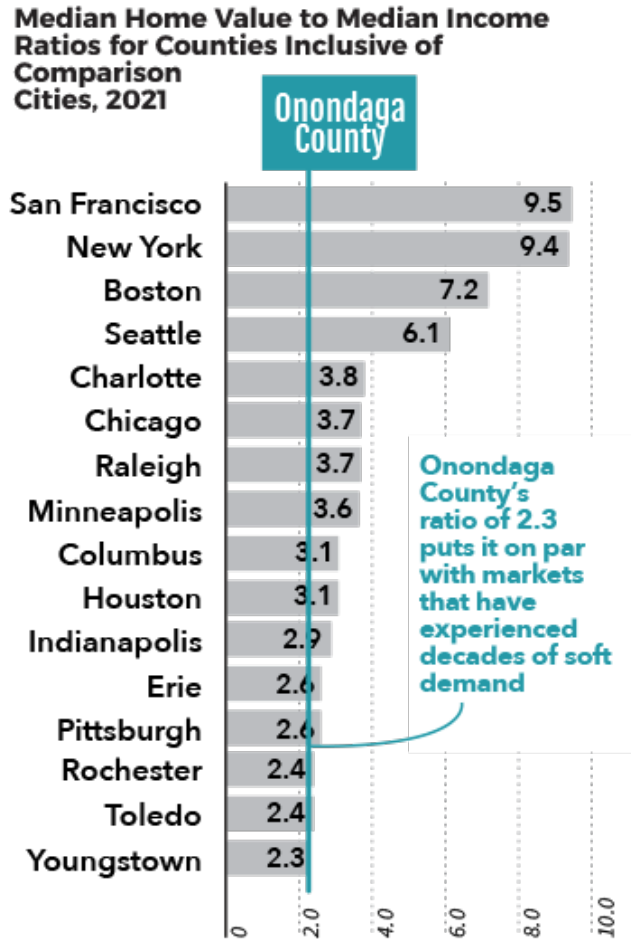 Median Home Value to Median Income
Ratios for Counties Inclusive of
Comparison
Cities, 2021
Onondaga
County
San Francisco 9.5
New York 9.4
Boston 7.2
Seattle 6.1
Charlotte 3.8
Chicago 3.7
Raleigh 3.7
Minneapolis 3.6
Columbus 3.1
Houston 3.1
Indianapolis 2.9
Erie 2.6
Pittsburgh 2.6
Rochester 2.4
Toledo 2.4
Youngstown 2.3
Onondaga
County's
ratio of 2.3
puts it on par
with markets
that have
experienced
decades of soft
demand
0 2.0 4.0 6.0 8.0 10.0